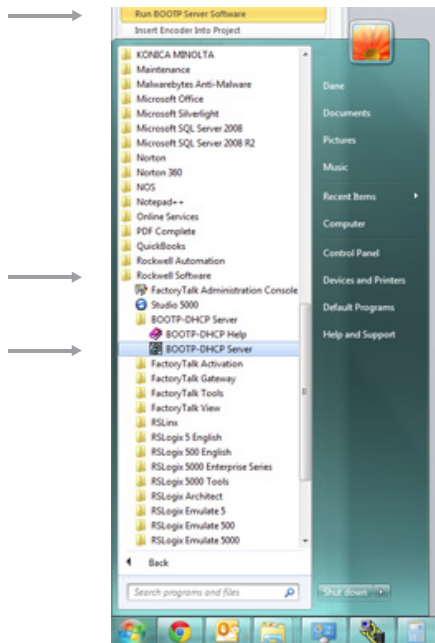 Run BOOTP Server Software
Insert Encoder Into Project
KONICA MINOLTA
Maintenance
Malwarebytes Anti-Malware
Microsoft Office
Microsoft Silverlight
Microsoft SQL Server 2008
Microsoft SQL Server 2008 R2
Norton
Norton 360
NOS
Notepad++
Online Services
PDF Complete
QuickBooks
Rockwell Automation
Rockwell Software
FactoryTalk Administration Console
Studio 5000
BOOTP-DHCP Server
BOOTP-DHCP Help
BOOTP-DHCP Server
FactoryTalk Activation
FactoryTalk Gateway
FactoryTalk Tools
FactoryTalk View
RSLinx
RSLogix 5 English
RSLogix 500 English
RSLogix 5000 Enterprise Series
RSLogix 5000 Tools
RSLogix Architect
RSLogix Emulate 5
RSLogix Emulate 500
RSLogix Emulate 5000
Back
Search programs and files
Dane
Documents
Pictures
Music
Recent Items
Computer
Control Panel
Devices and Printers
Default Programs
Help and Support
Shut down